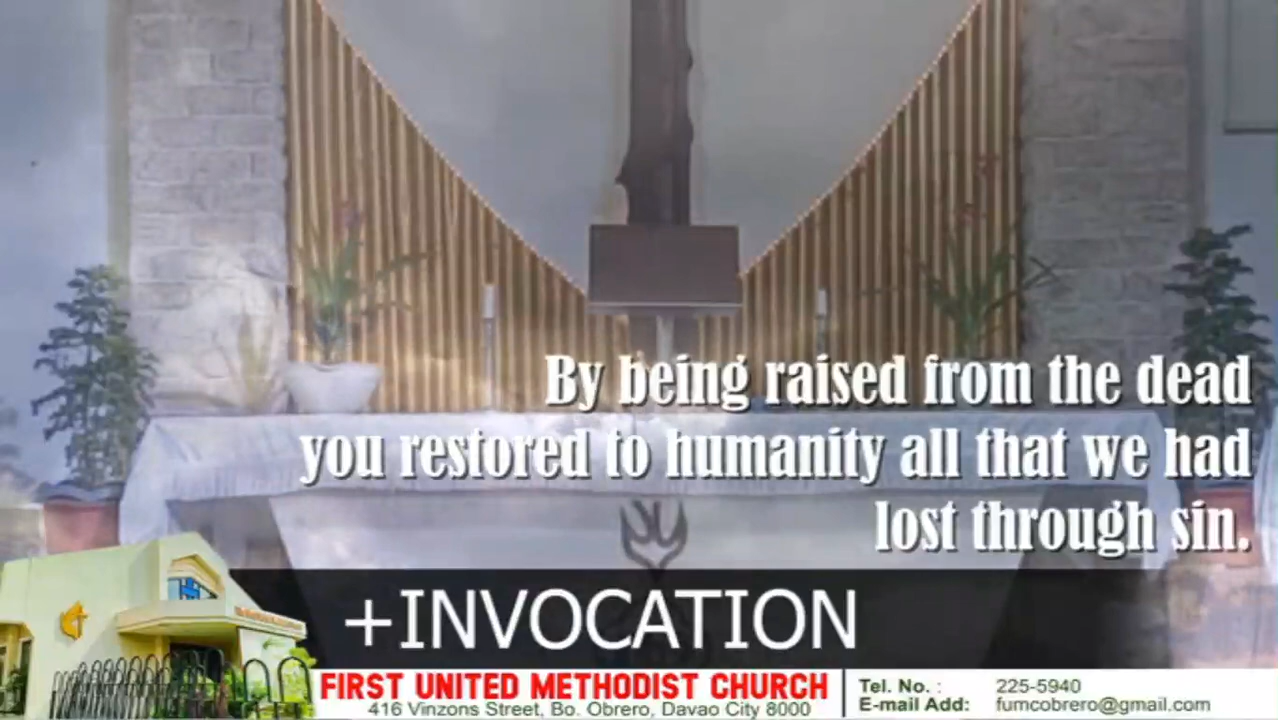 By being raised from the dead
you restored to humanity all that we had
lost through sin.
+INVOCATION
FIRST UNITED METHODIST CHURCH
416 Vinzons Street, Bo. Obrero, Davao City 8000
Tel. No. : 225-5940
E-mail Add: fumcobrero@gmail.com